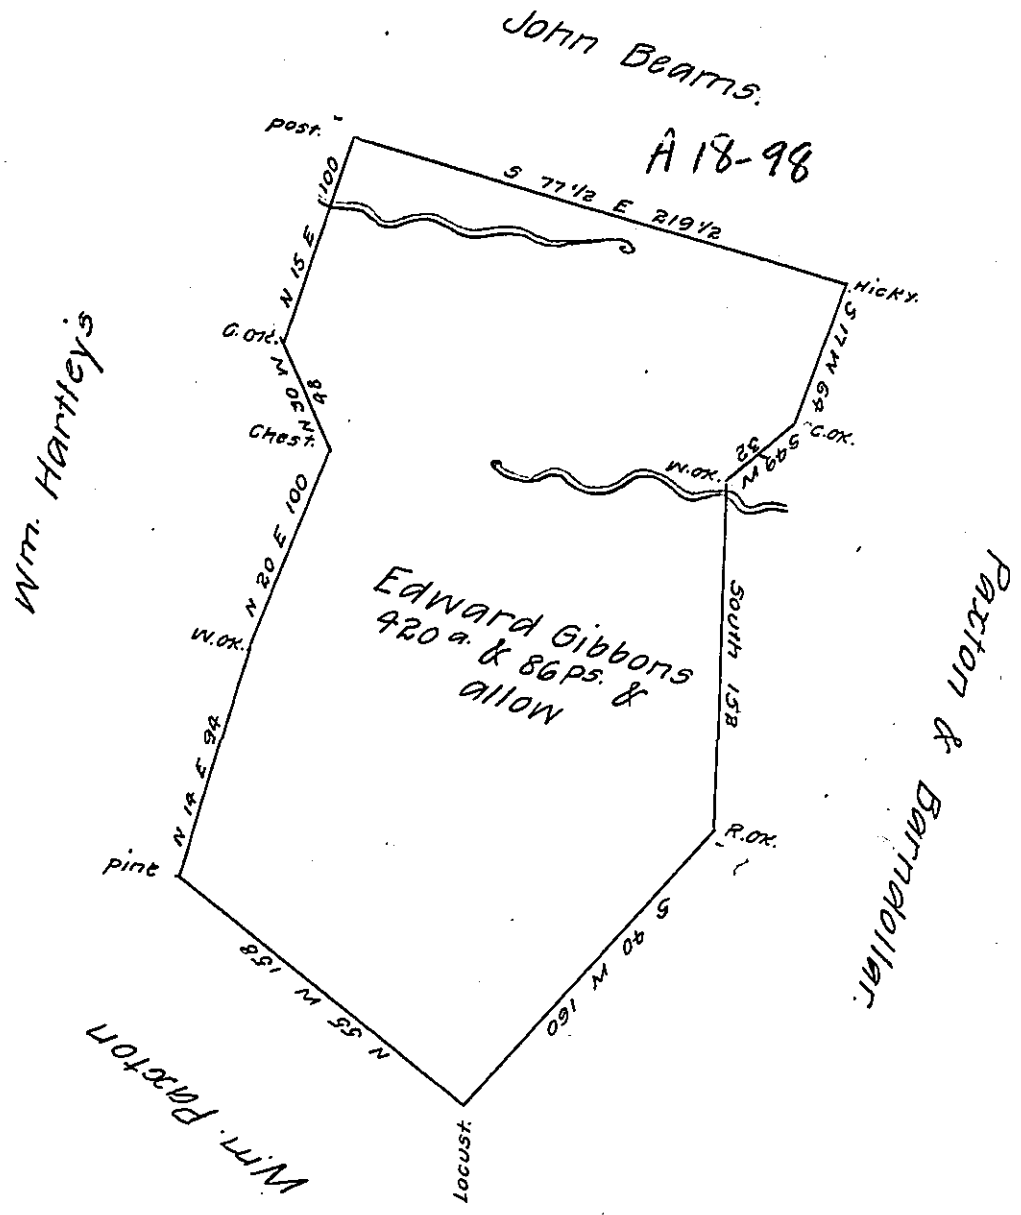 John Beams.
A 18-98
post.
S 77 1/2 E 219 1/2
Hicky.
S 17 W 64
C.OK.
S 49 W 32
W.OK.
South 158
R.OK.
S 40 W 160
Locust.
N 55 W 158
pine
N 14 E 94
W.OK.
N 20 E 100
Chest.
N 30 W 48
C.OK.
N 15 E 100
Wm. Hartley's
Edward Gibbons
420 a. & 86 ps. &
allow
Paxton & Barndollar.
Wm. Paxton